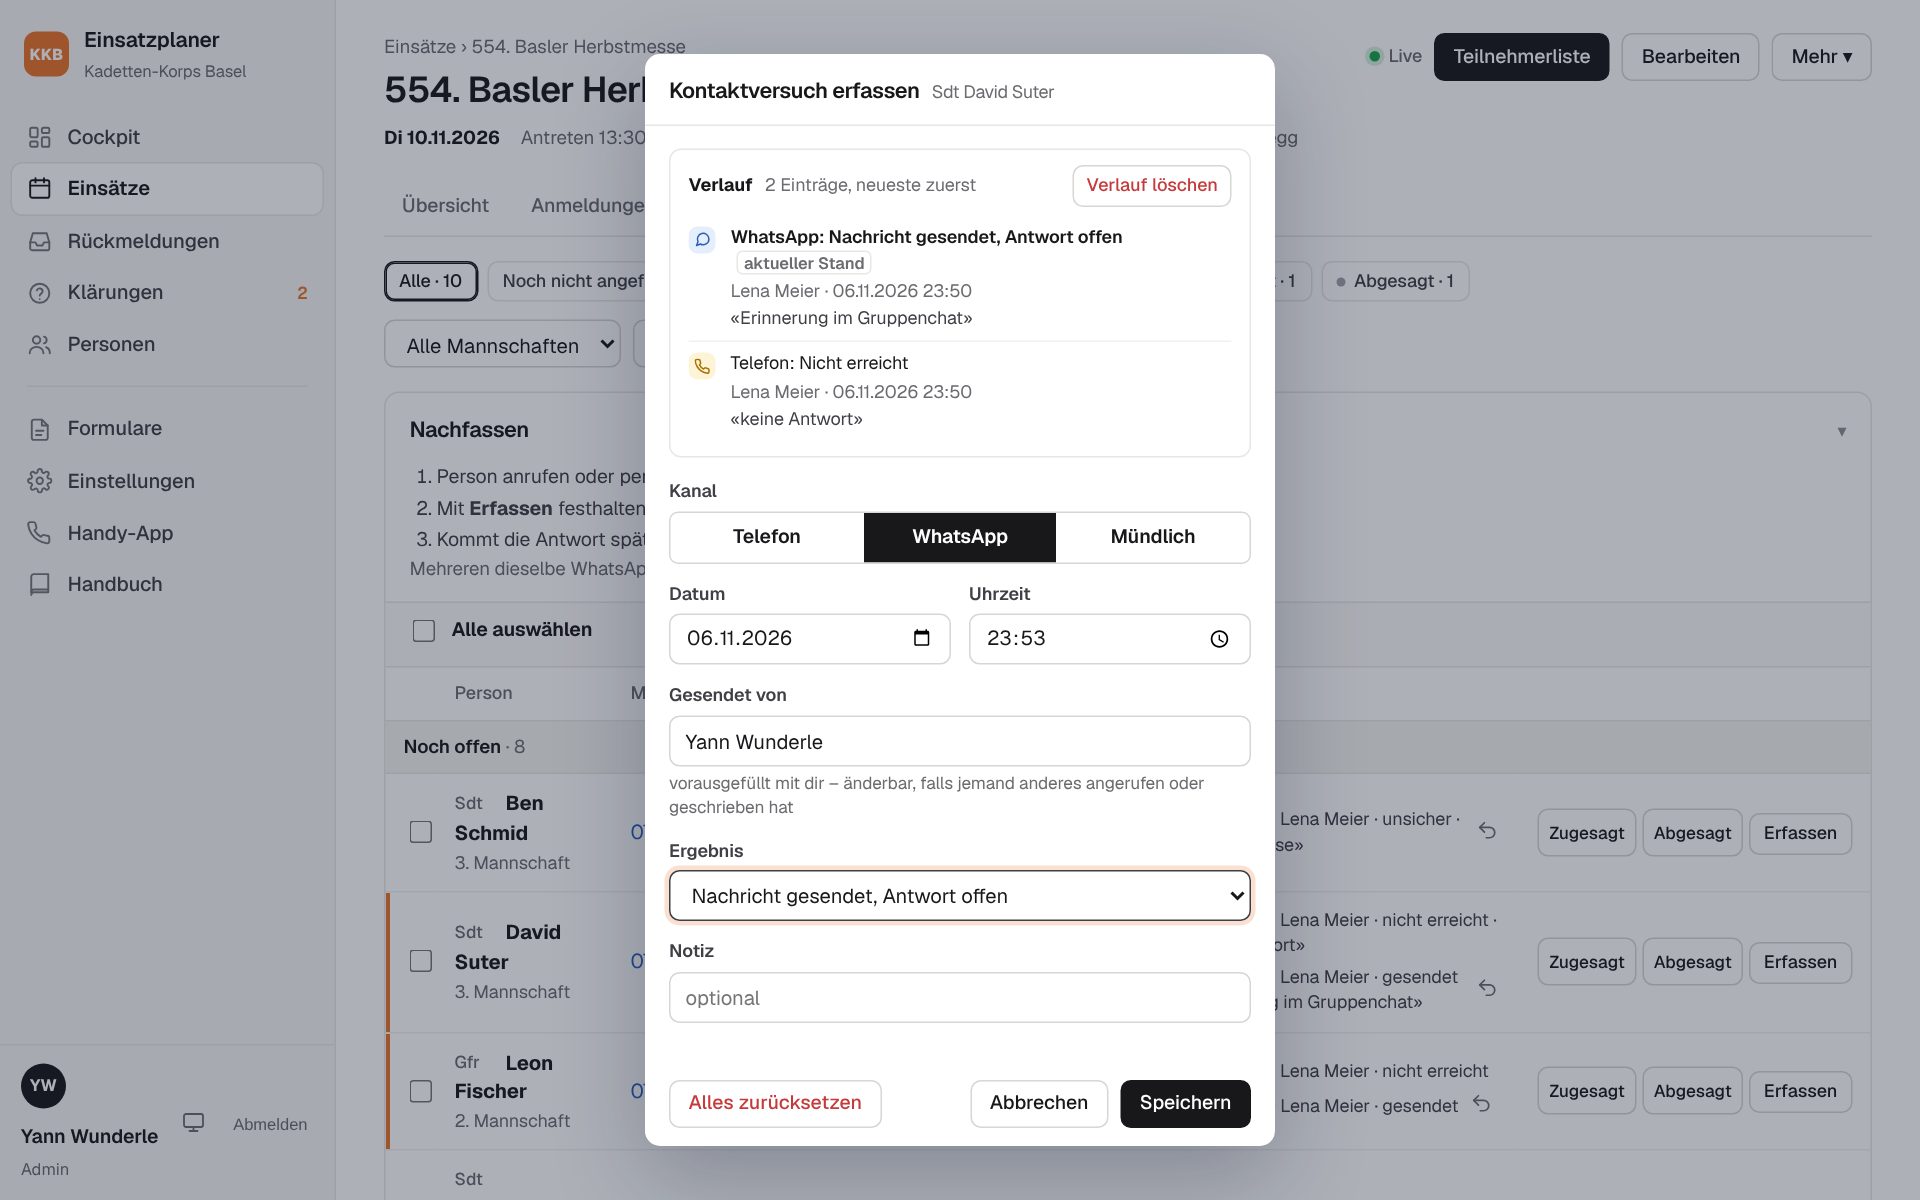 KKB
Einsatzplaner
Kadetten-Korps Basel
Cockpit
Einsätze
Rückmeldungen
Klärungen 2
Personen
Formulare
Einstellungen
Handy-App
Handbuch
YW
Yann Wunderle
Admin
Abmelden
Einsätze › 554. Basler Herbstmesse
554. Basler
Di 10.11.2026 Antreten 13:30
Live
Teilnehmerliste
Bearbeiten
Mehr ▾
Übersicht
Alle · 10
Noch nicht
· 1
Abgesagt · 1
Alle Mannschaften
Nachfassen
1. Person anrufen oder
2. Mit Erfassen festhalten
3. Kommt die Antwort
Mehreren dieselbe
Alle auswählen
Person
Noch offen · 8
Sdt Ben
Schmid
3. Mannschaft
Lena Meier · unsicher ·
Zugesagt Abgesagt Erfassen
Sdt David
Suter
3. Mannschaft
Lena Meier · nicht erreicht ·
Lena Meier · gesendet
im Gruppenchat»
Zugesagt Abgesagt Erfassen
Gfr Leon
Fischer
2. Mannschaft
Lena Meier · nicht erreicht
Lena Meier · gesendet
Zugesagt Abgesagt Erfassen
Sdt
Kontaktversuch erfassen Sdt David Suter
Verlauf 2 Einträge, neueste zuerst
Verlauf löschen
WhatsApp: Nachricht gesendet, Antwort offen
aktueller Stand
Lena Meier · 06.11.2026 23:50
«Erinnerung im Gruppenchat»
Telefon: Nicht erreicht
Lena Meier · 06.11.2026 23:50
«keine Antwort»
Kanal
Telefon WhatsApp Mündlich
Datum Uhrzeit
06.11.2026 23:53
Gesendet von
Yann Wunderle
vorausgefüllt mit dir – änderbar, falls jemand anderes angerufen oder
geschrieben hat
Ergebnis
Nachricht gesendet, Antwort offen
Notiz
optional
Alles zurücksetzen
Abbrechen
Speichern